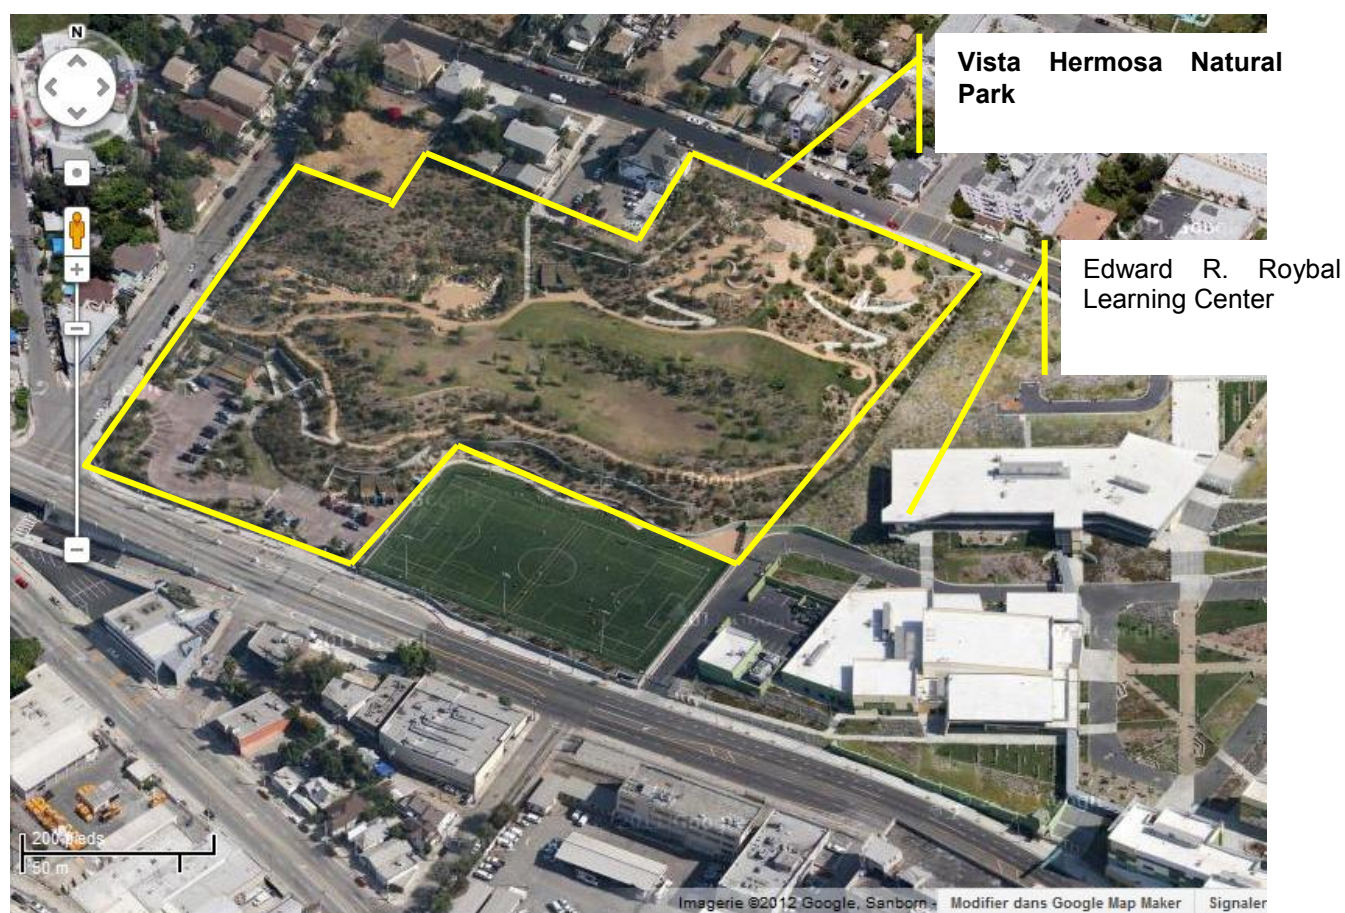 N
Vista Hermosa Natural
Park
Edward R. Roybal
Learning Center
200 pieds
50 m
Imagerie ©2012 Google, Sanborn -
Modifier dans Google Map Maker
Signaler